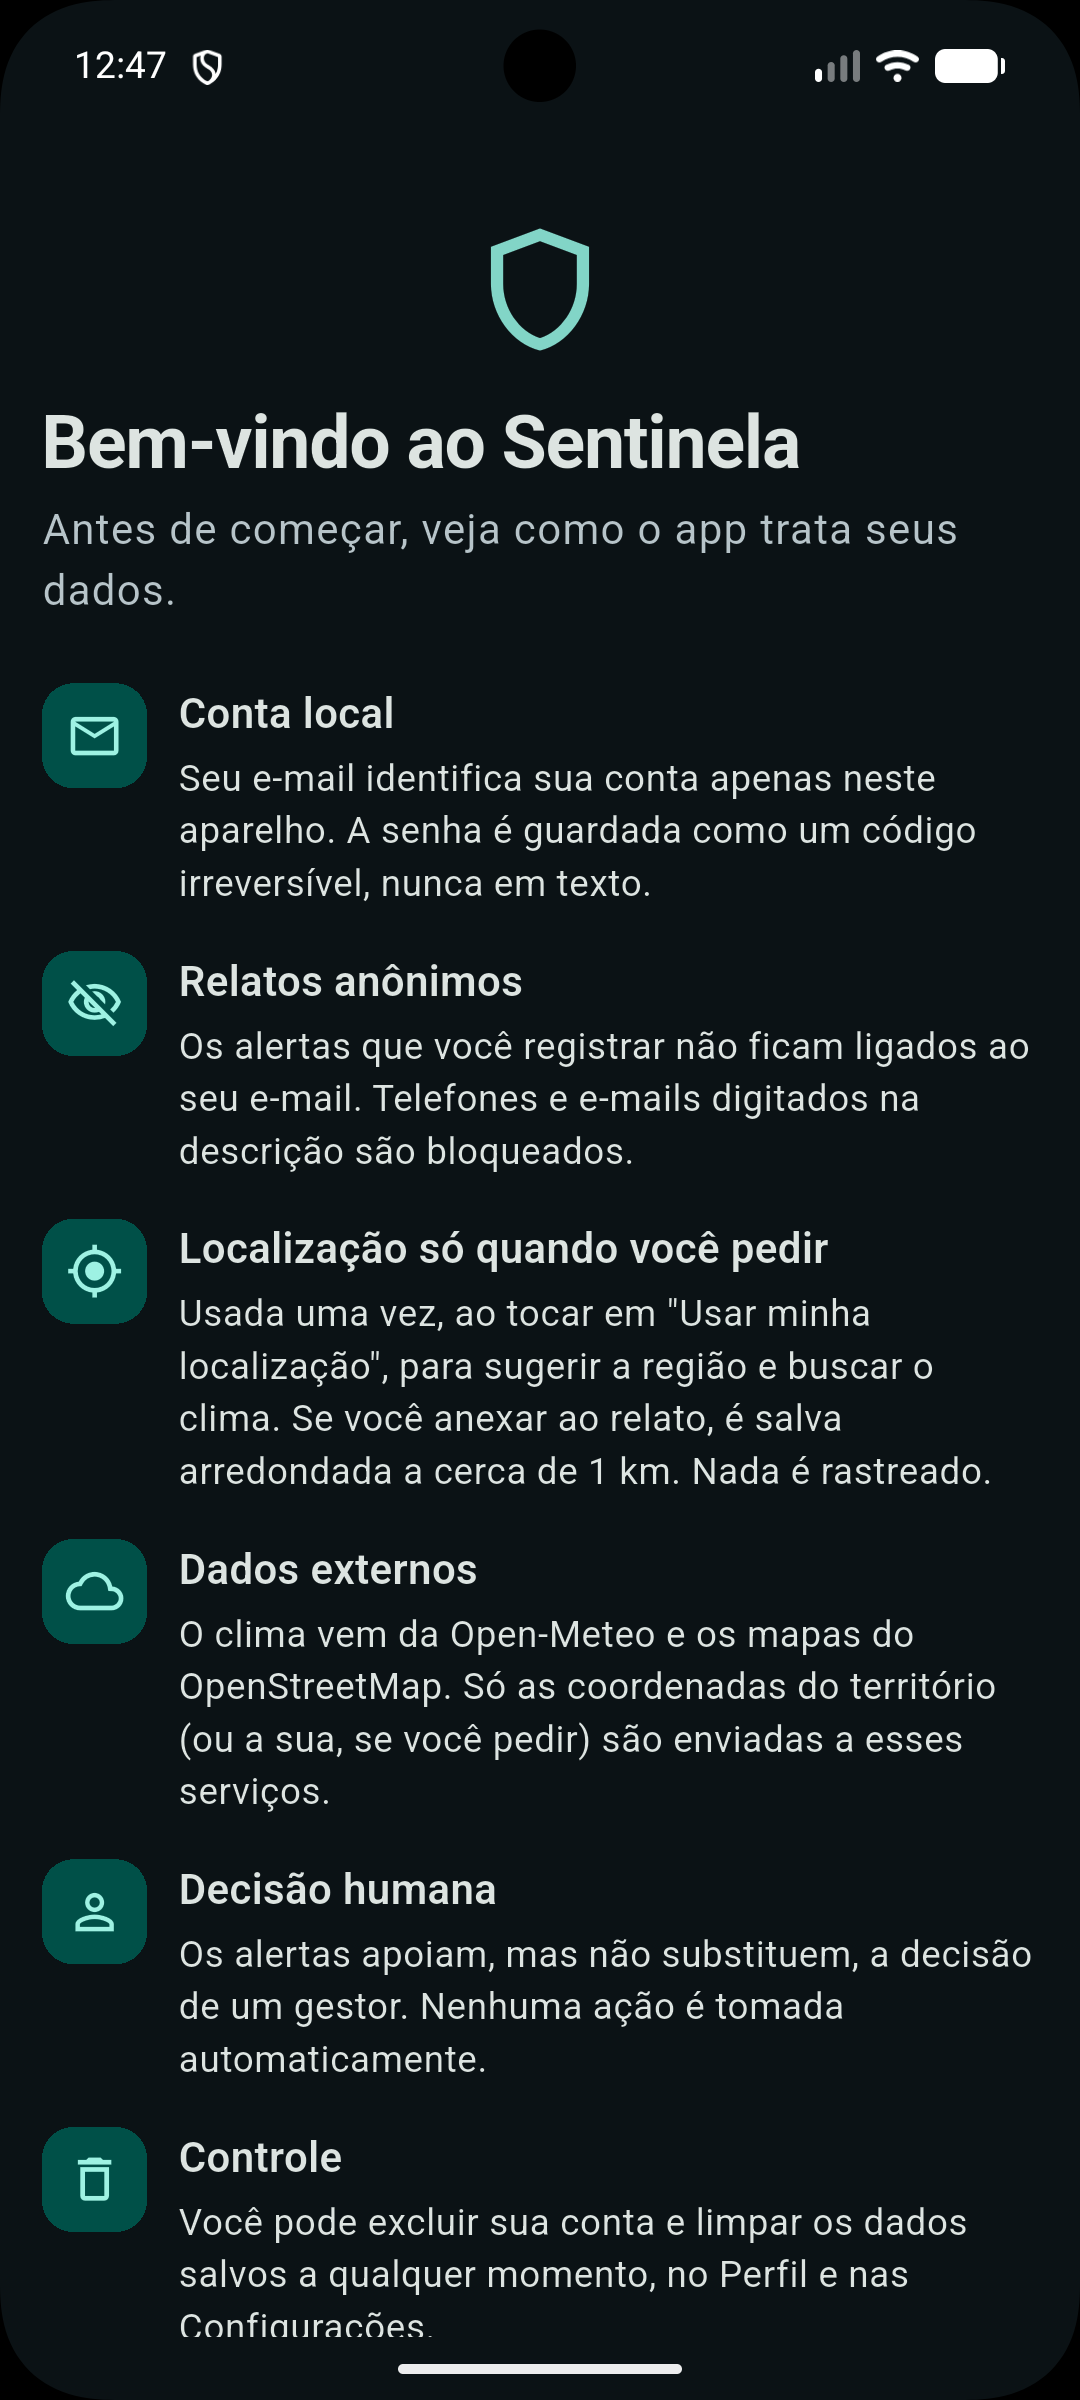 12:47
Bem-vindo ao Sentinela
Antes de começar, veja como o app trata seus
dados.
Conta local
Seu e-mail identifica sua conta apenas neste
aparelho. A senha é guardada como um código
irreversível, nunca em texto.
Relatos anônimos
Os alertas que você registrar não ficam ligados ao
seu e-mail. Telefones e e-mails digitados na
descrição são bloqueados.
Localização só quando você pedir
Usada uma vez, ao tocar em "Usar minha
localização", para sugerir a região e buscar o
clima. Se você anexar ao relato, é salva
arredondada a cerca de 1 km. Nada é rastreado.
Dados externos
O clima vem da Open-Meteo e os mapas do
OpenStreetMap. Só as coordenadas do território
(ou a sua, se você pedir) são enviadas a esses
serviços.
Decisão humana
Os alertas apoiam, mas não substituem, a decisão
de um gestor. Nenhuma ação é tomada
automaticamente.
Controle
Você pode excluir sua conta e limpar os dados
salvos a qualquer momento, no Perfil e nas
Configurações.